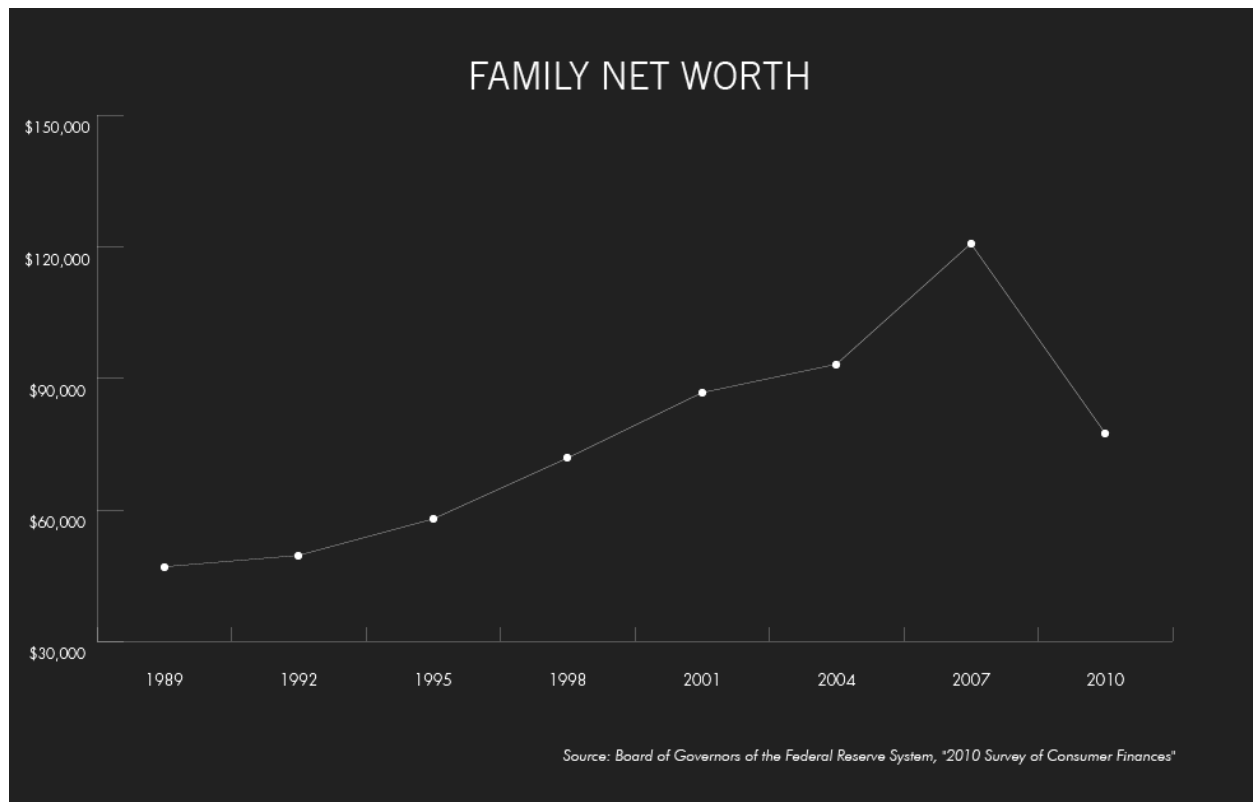 FAMILY NET WORTH
$150,000
$120,000
$90,000
$60,000
$30,000
1989 1992 1995 1998 2001 2004 2007 2010
Source: Board of Governors of the Federal Reserve System, "2010 Survey of Consumer Finances"